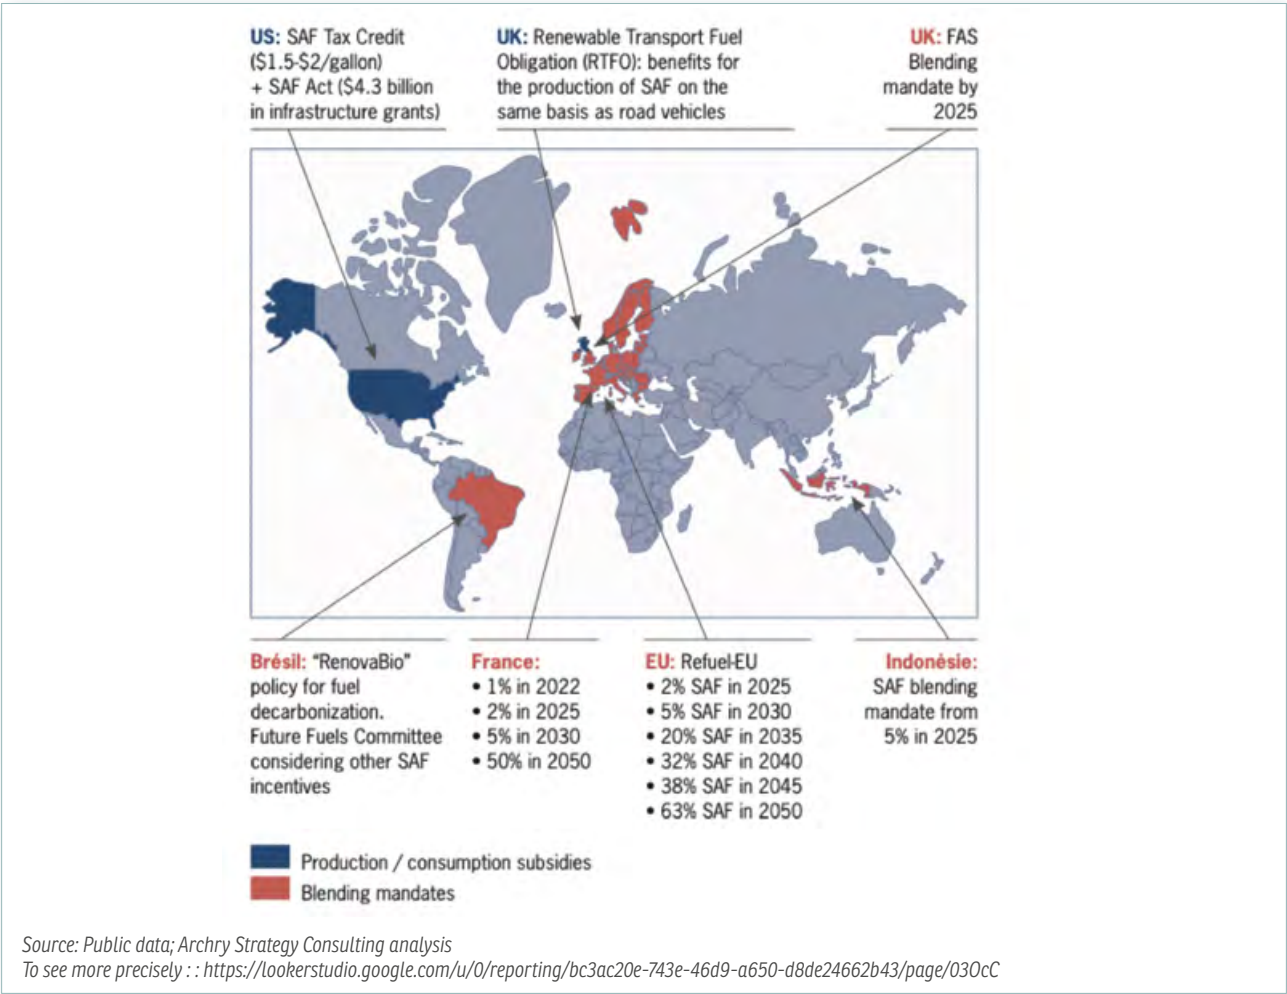 US: SAF Tax Credit
($1.5-$2/gallon)
+ SAF Act ($4.3 billion
in infrastructure grants)
UK: Renewable Transport Fuel
Obligation (RTFO): benefits for
the production of SAF on the
same basis as road vehicles
UK: FAS
Blending
mandate by
2025
Brésil: “RenovaBio”
policy for fuel
decarbonization.
Future Fuels Committee
considering other SAF
incentives
France:
• 1% in 2022
• 2% in 2025
• 5% in 2030
• 50% in 2050
EU: Refuel-EU
• 2% SAF in 2025
• 5% SAF in 2030
• 20% SAF in 2035
• 32% SAF in 2040
• 38% SAF in 2045
• 63% SAF in 2050
Indonésie:
SAF blending
mandate from
5% in 2025
Production / consumption subsidies
Blending mandates
Source: Public data; Archry Strategy Consulting analysis
To see more precisely : : https://lookerstudio.google.com/u/0/reporting/bc3ac20e-743e-46d9-a650-d8de24662b43/page/03OcC